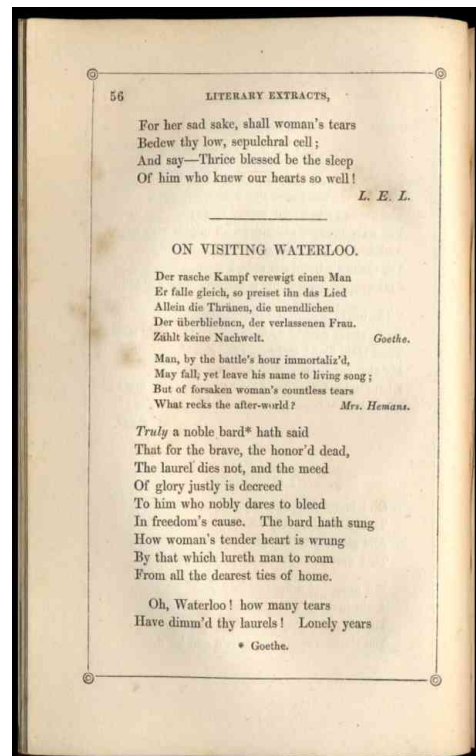 56 LITERARY EXTRACTS,
For her sad sake, shall woman's tears
Bedew thy low, sepulchral cell;
And say—Thrice blessed be the sleep
Of him who knew our hearts so well!
L. E. L.
ON VISITING WATERLOO.
Der rasche Kampf verewigt einen Man
Er falle gleich, so preiset ihn das Lied
Allein die Thränen, die unendlichen
Der überbliebnen, der verlassenen Frau.
Zählt keine Nachwelt. Goethe.
Man, by the battle's hour immortaliz'd,
May fall, yet leave his name to living song;
But of forsaken woman's countless tears
What recks the after-world? Mrs. Hemans.
Truly a noble bard* hath said
That for the brave, the honor'd dead,
The laurel dies not, and the meed
Of glory justly is decreed
To him who nobly dares to bleed
In freedom's cause. The bard hath sung
How woman's tender heart is wrung
By that which lureth man to roam
From all the dearest ties of home.
Oh, Waterloo! how many tears
Have dimm'd thy laurels! Lonely years
* Goethe.